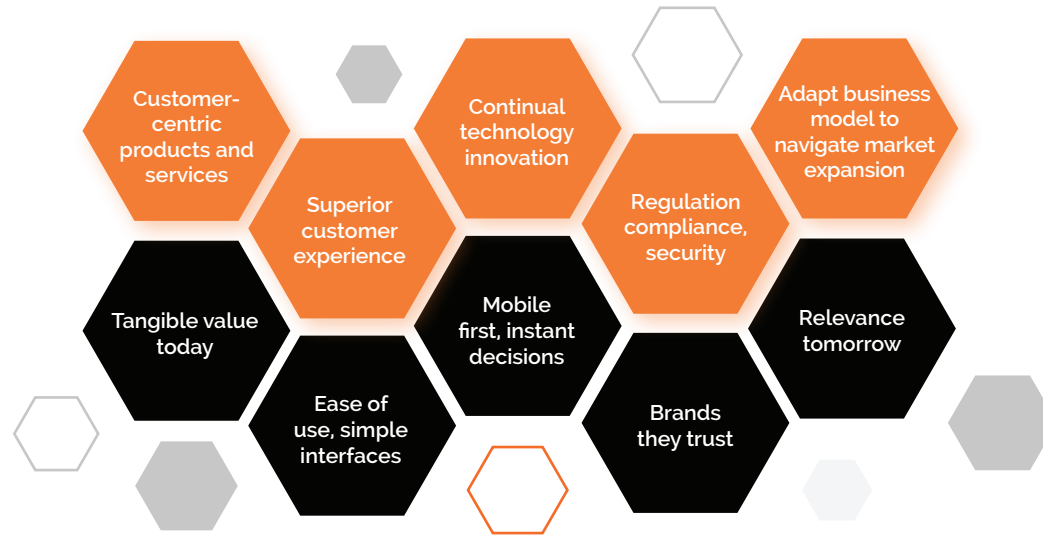 Customer-
centric
products and
services
Superior
customer
experience
Continual
technology
innovation
Regulation
compliance,
security
Adapt business
model to
navigate market
expansion
Tangible value
today
Ease of
use, simple
interfaces
Mobile
first, instant
decisions
Brands
they trust
Relevance
tomorrow